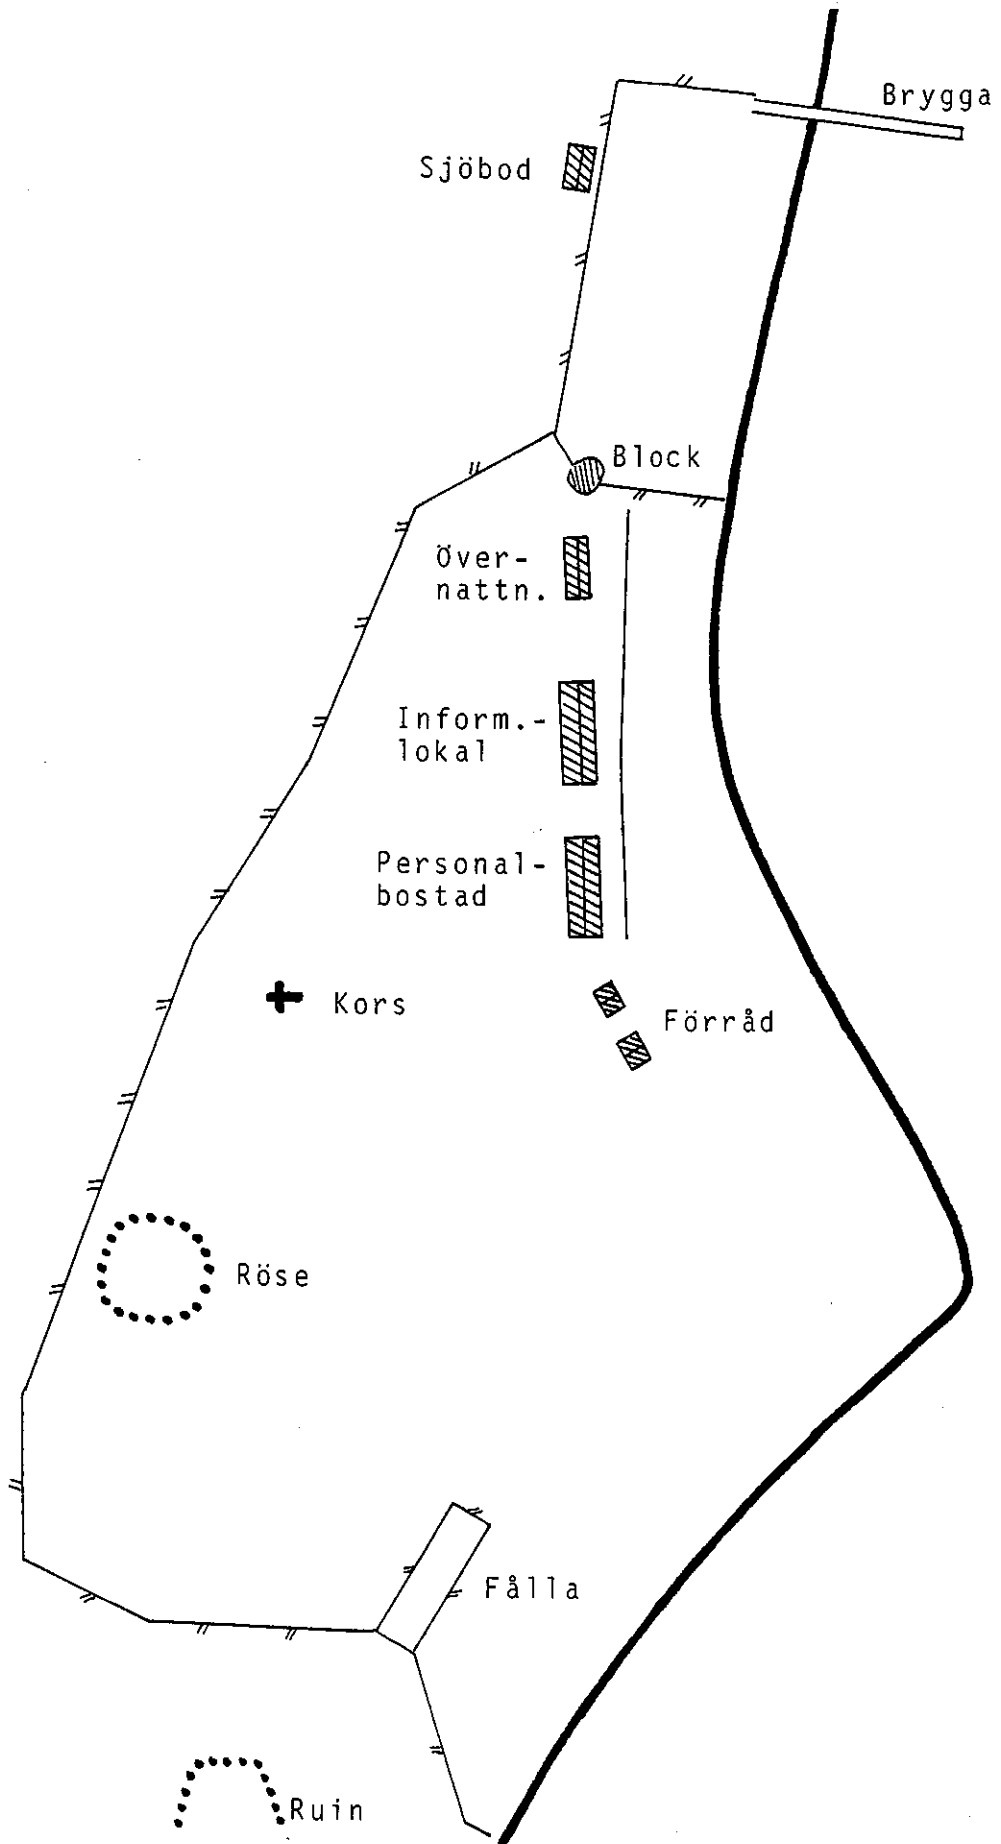 Brygga
Sjöbod
Block
Över-
nattn.
Inform.-
lokal
Personal-
bostad
Kors
Förråd
Röse
Fålla
Ruin